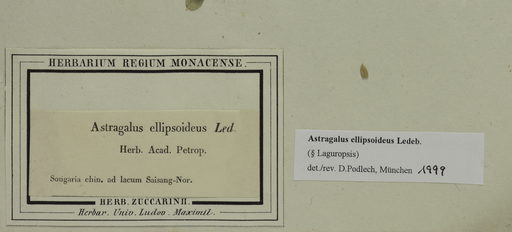 HERBARIUM REGIUM MONACENSE.
Astragalus ellipsoideus Led.
Herb. Acad. Petrop.
Songaria chin. ad lacum Saisang-Nor.
HERB. ZUCCARINII.
Herbar. Univ. Ludov. Maximil.
Astragalus ellipsoideus Ledeb.
(§ Laguropsis)
det./rev. D.Podlech, München 1999